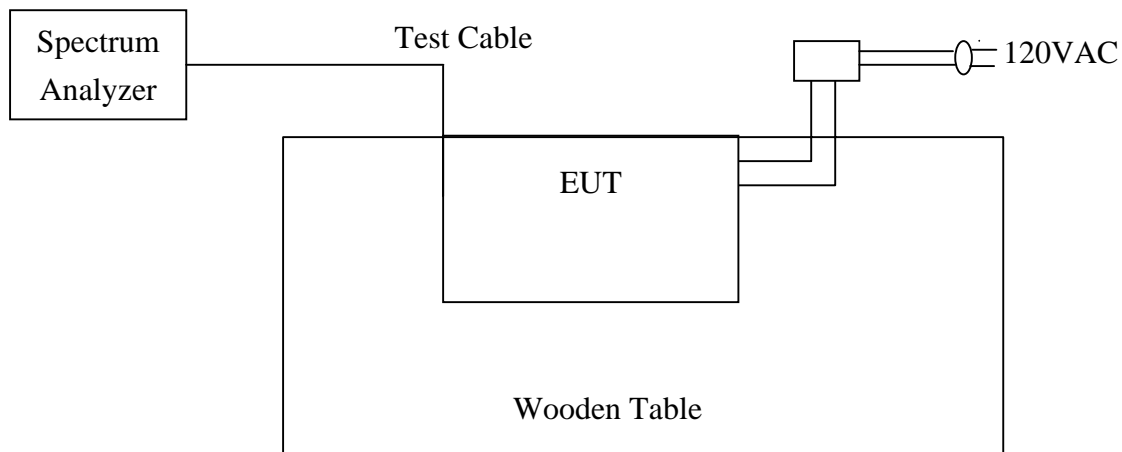 Spectrum
Analyzer
Test Cable
120VAC
EUT
Wooden Table